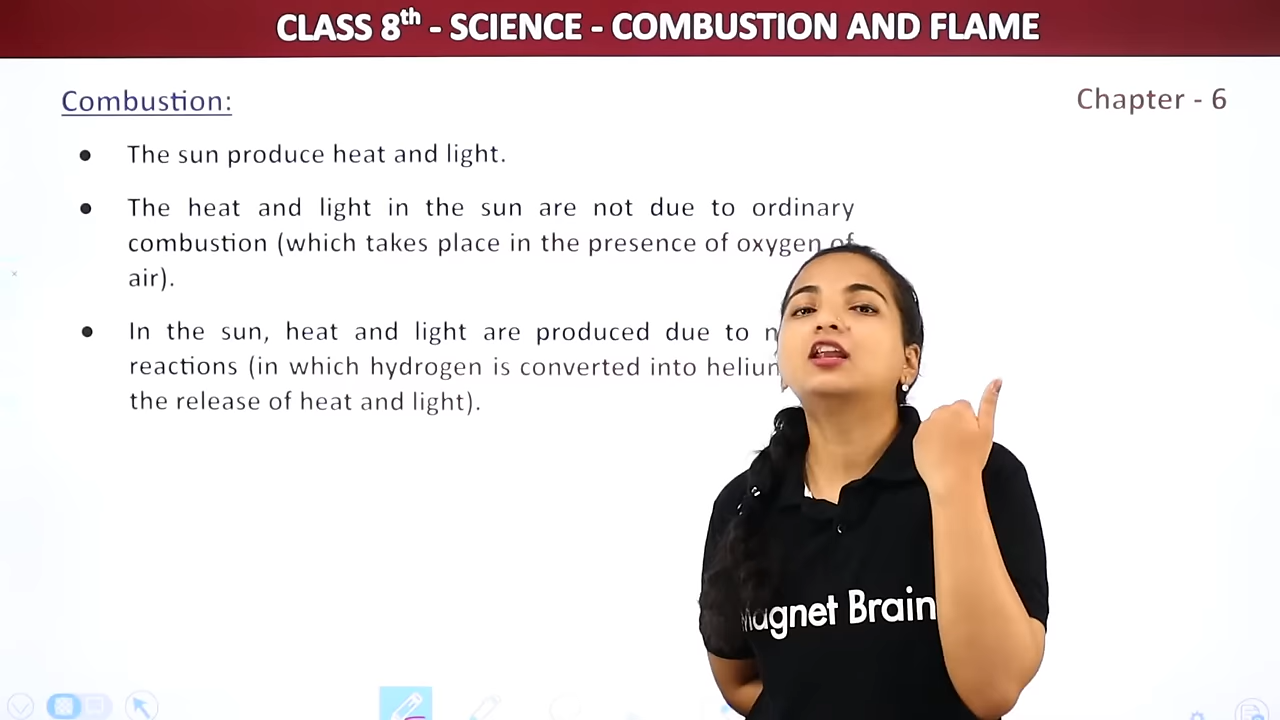 CLASS 8th - SCIENCE - COMBUSTION AND FLAME
Combustion:
Chapter - 6
● The sun produce heat and light.
● The heat and light in the sun are not due to ordinary
combustion (which takes place in the presence of oxygen of
air).
● In the sun, heat and light are produced due to
reactions (in which hydrogen is converted into
the release of heat and light).
Magnet Brain